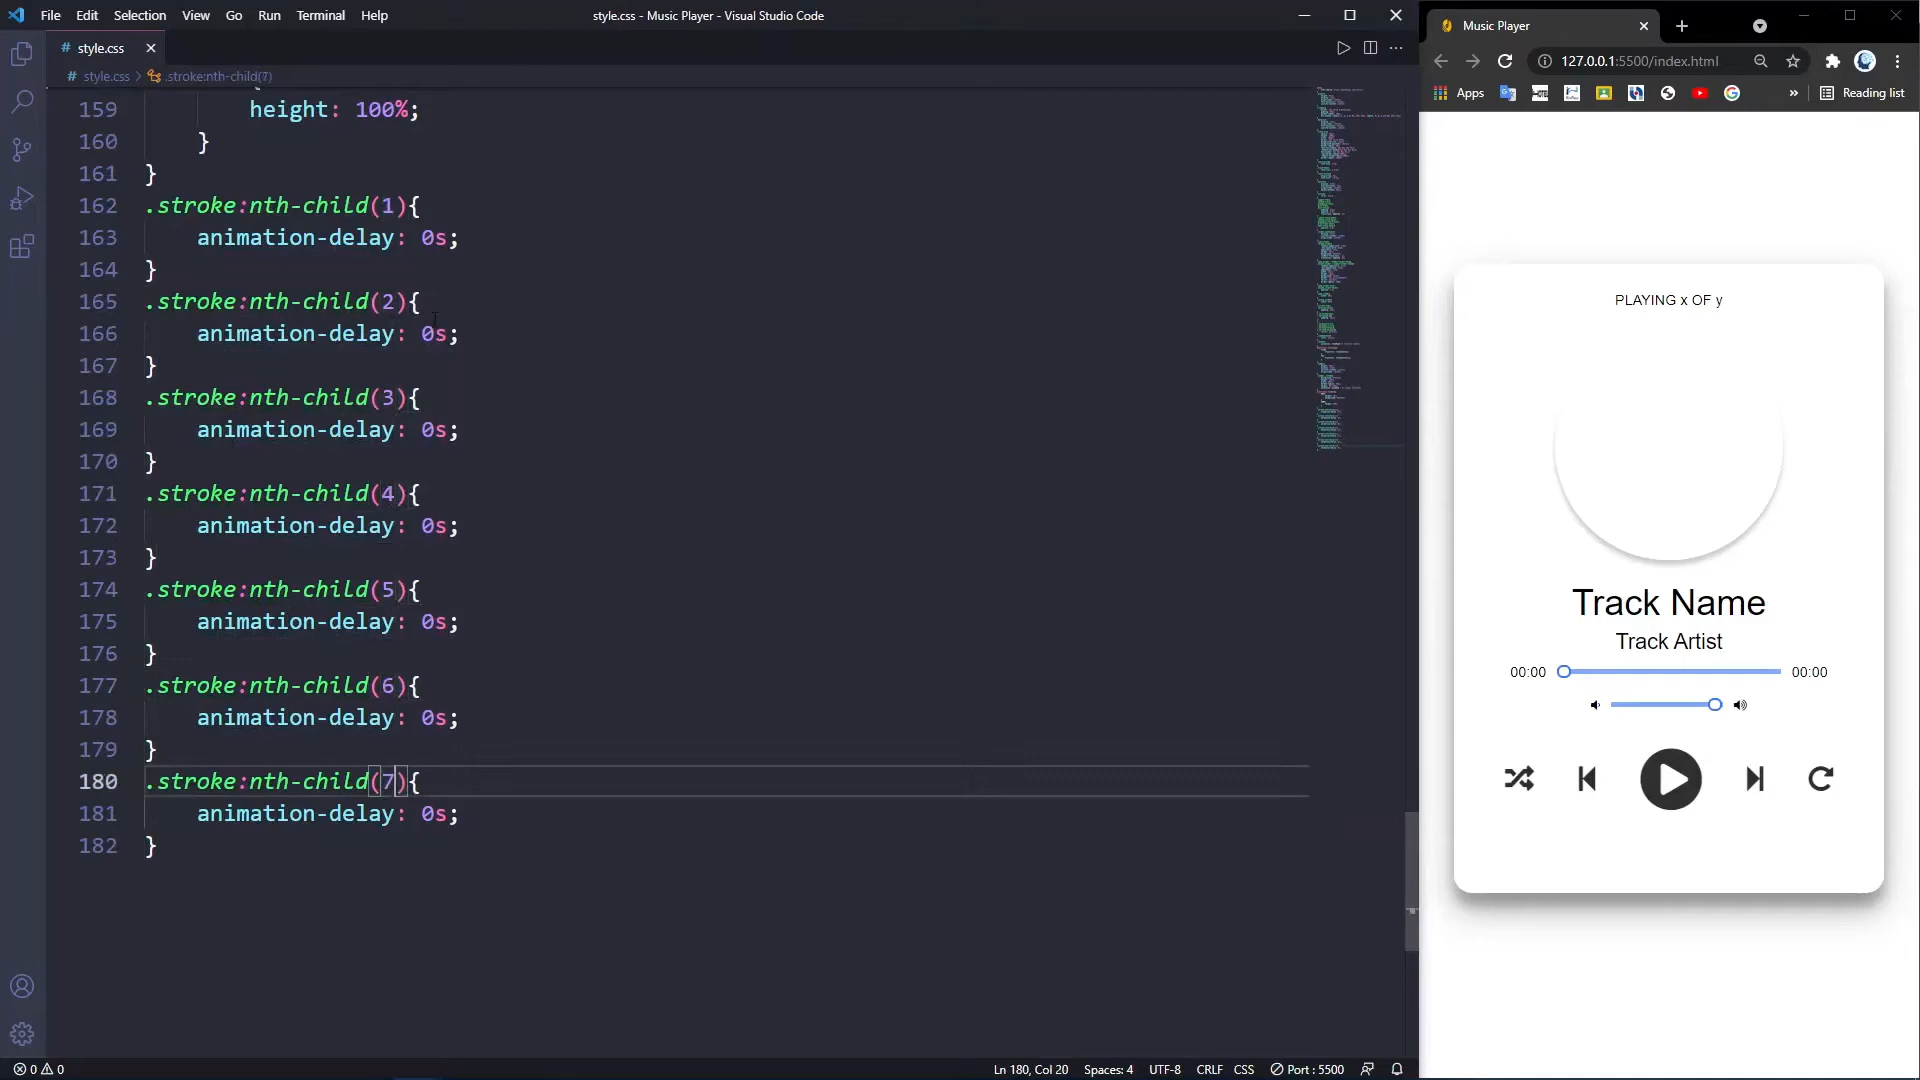 File Edit Selection View Go Run Terminal Help
style.css - Music Player - Visual Studio Code
# style.css
# style.css > .stroke:nth-child(7)
159 height: 100%;
160 }
161 }
162 .stroke:nth-child(1){
163 animation-delay: 0s;
164 }
165 .stroke:nth-child(2){
166 animation-delay: 0s;
167 }
168 .stroke:nth-child(3){
169 animation-delay: 0s;
170 }
171 .stroke:nth-child(4){
172 animation-delay: 0s;
173 }
174 .stroke:nth-child(5){
175 animation-delay: 0s;
176 }
177 .stroke:nth-child(6){
178 animation-delay: 0s;
179 }
180 .stroke:nth-child(7){
181 animation-delay: 0s;
182 }
0 0
Ln 180, Col 20 Spaces: 4 UTF-8 CRLF CSS Port : 5500
Music Player
127.0.0.1:5500/index.html
Apps » Reading list
PLAYING x OF y
Track Name
Track Artist
00:00 00:00